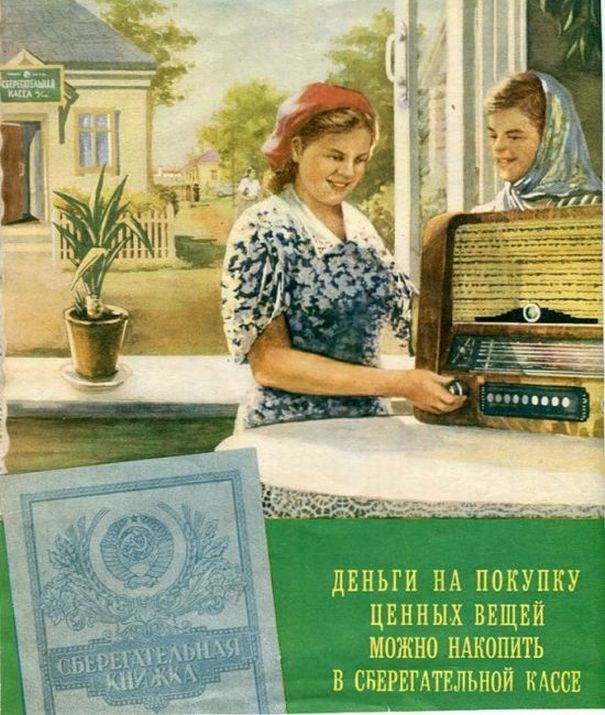 СБЕРЕГАТЕЛЬНАЯ
КАССА
СБЕРЕГАТЕЛЬНАЯ
КНИЖКА
ДЕНЬГИ НА ПОКУПКУ
ЦЕННЫХ ВЕЩЕЙ
МОЖНО НАКОПИТЬ
В СБЕРЕГАТЕЛЬНОЙ КАССЕ